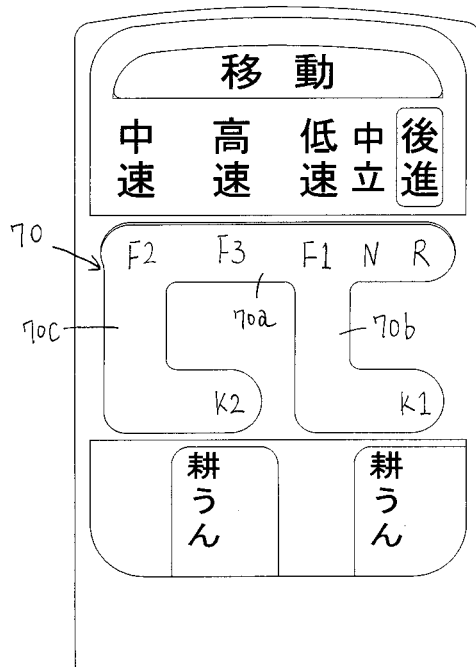 移動
中速
高速
低速
中立
後進
70
F2 F3 F1 N R
70c
70a
70b
K2
K1
耕うん
耕うん